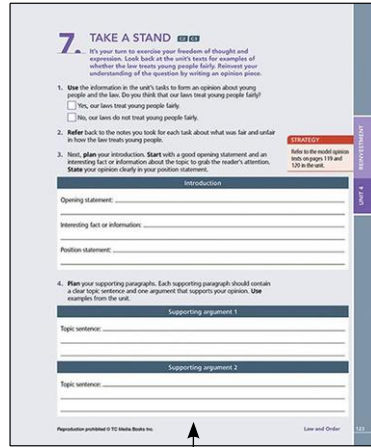 7. TAKE A STAND C2 C3
It's your turn to exercise your freedom of thought and
expression. Look back at the unit's texts for examples of
whether the law treats young people fairly. Reinvest your
understanding of the question by writing an opinion piece.
1. Use the information in the unit's tasks to form an opinion about young
people and the law. Do you think that our laws treat young people fairly?
Yes, our laws treat young people fairly.
No, our laws do not treat young people fairly.
2. Refer back to the notes you took for each task about what was fair and unfair
in how the law treats young people.
3. Next, plan your introduction. Start with a good opening statement and an
interesting fact or information about the topic to grab the reader's attention.
State your opinion clearly in your position statement.
STRATEGY
Refer to the model opinion
texts on pages 119 and
120 in the unit.
REINVESTMENT
UNIT 4
Introduction
Opening statement:
Interesting fact or information:
Position statement:
4. Plan your supporting paragraphs. Each supporting paragraph should contain
a clear topic sentence and one argument that supports your opinion. Use
examples from the unit.
Supporting argument 1
Topic sentence:
Supporting argument 2
Topic sentence:
Reproduction prohibited © TC Media Books Inc.
Law and Order
123